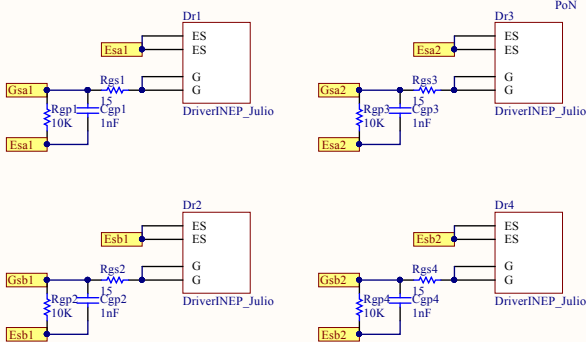 PoN
Dr1
ES
ES
Esa1
G
G
Gsa1
Rgs1
15
Rgp1
10K
Cgp1
1nF
Esa1
DriverINEP_Julio
Dr3
ES
ES
Esa2
G
G
Gsa2
Rgs3
15
Rgp3
10K
Cgp3
1nF
Esa2
DriverINEP_Julio
Dr2
ES
ES
Esb1
G
G
Gsb1
Rgs2
15
Rgp2
10K
Cgp2
1nF
Esb1
DriverINEP_Julio
Dr4
ES
ES
Esb2
G
G
Gsb2
Rgs4
15
Rgp4
10K
Cgp4
1nF
Esb2
DriverINEP_Julio